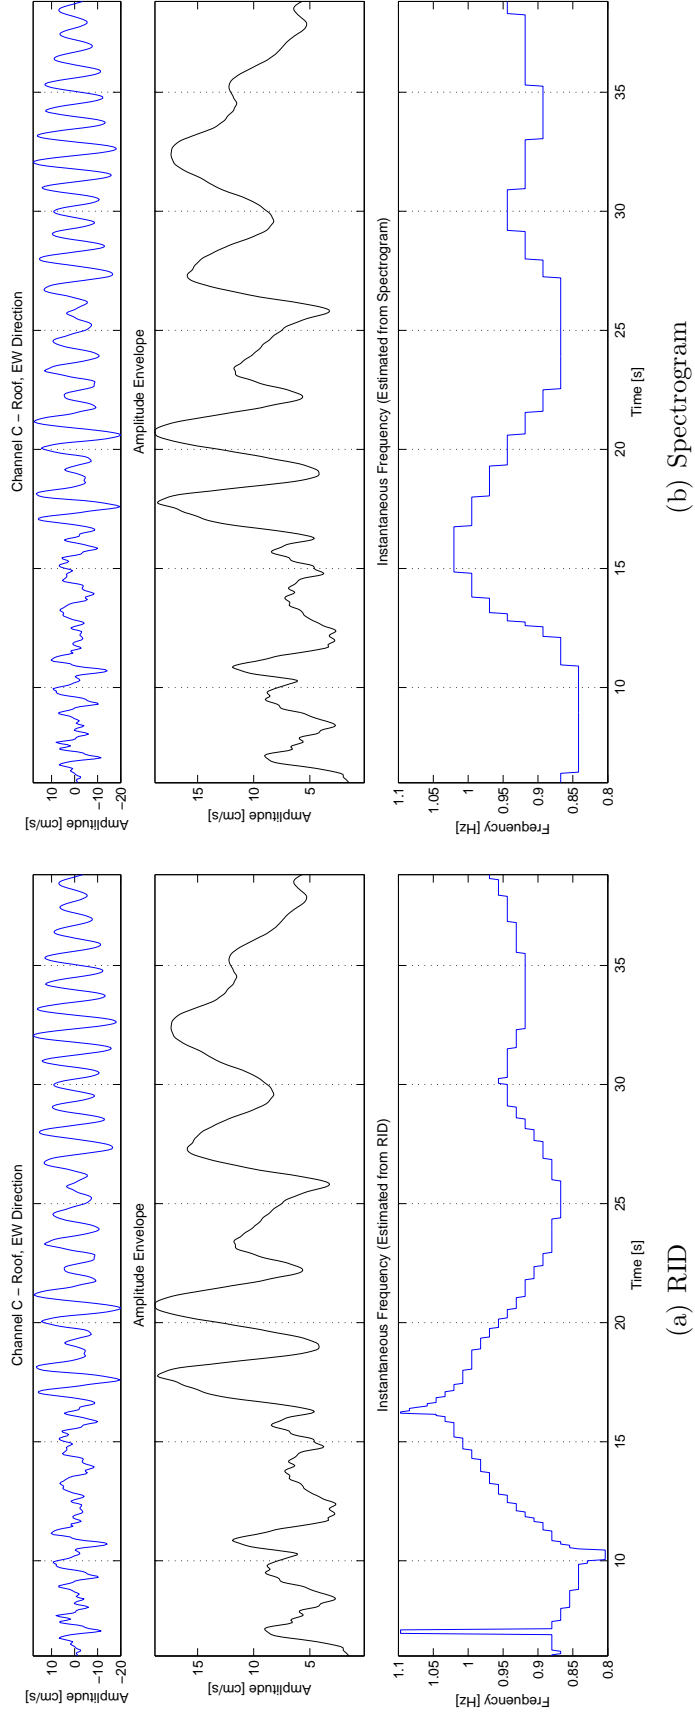 Channel C – Roof, EW Direction
Amplitude [cm/s]
10
0
−10
−20
Amplitude Envelope
Amplitude [cm/s]
15
10
5
Instantaneous Frequency (Estimated from RID)
Frequency [Hz]
1.1
1.05
1
0.95
0.9
0.85
0.8
10
15
20
25
30
35
Time [s]
(a) RID
Channel C – Roof, EW Direction
Amplitude [cm/s]
10
0
−10
−20
Amplitude Envelope
Amplitude [cm/s]
15
10
5
Instantaneous Frequency (Estimated from Spectrogram)
Frequency [Hz]
1.1
1.05
1
0.95
0.9
0.85
0.8
10
15
20
25
30
35
Time [s]
(b) Spectrogram